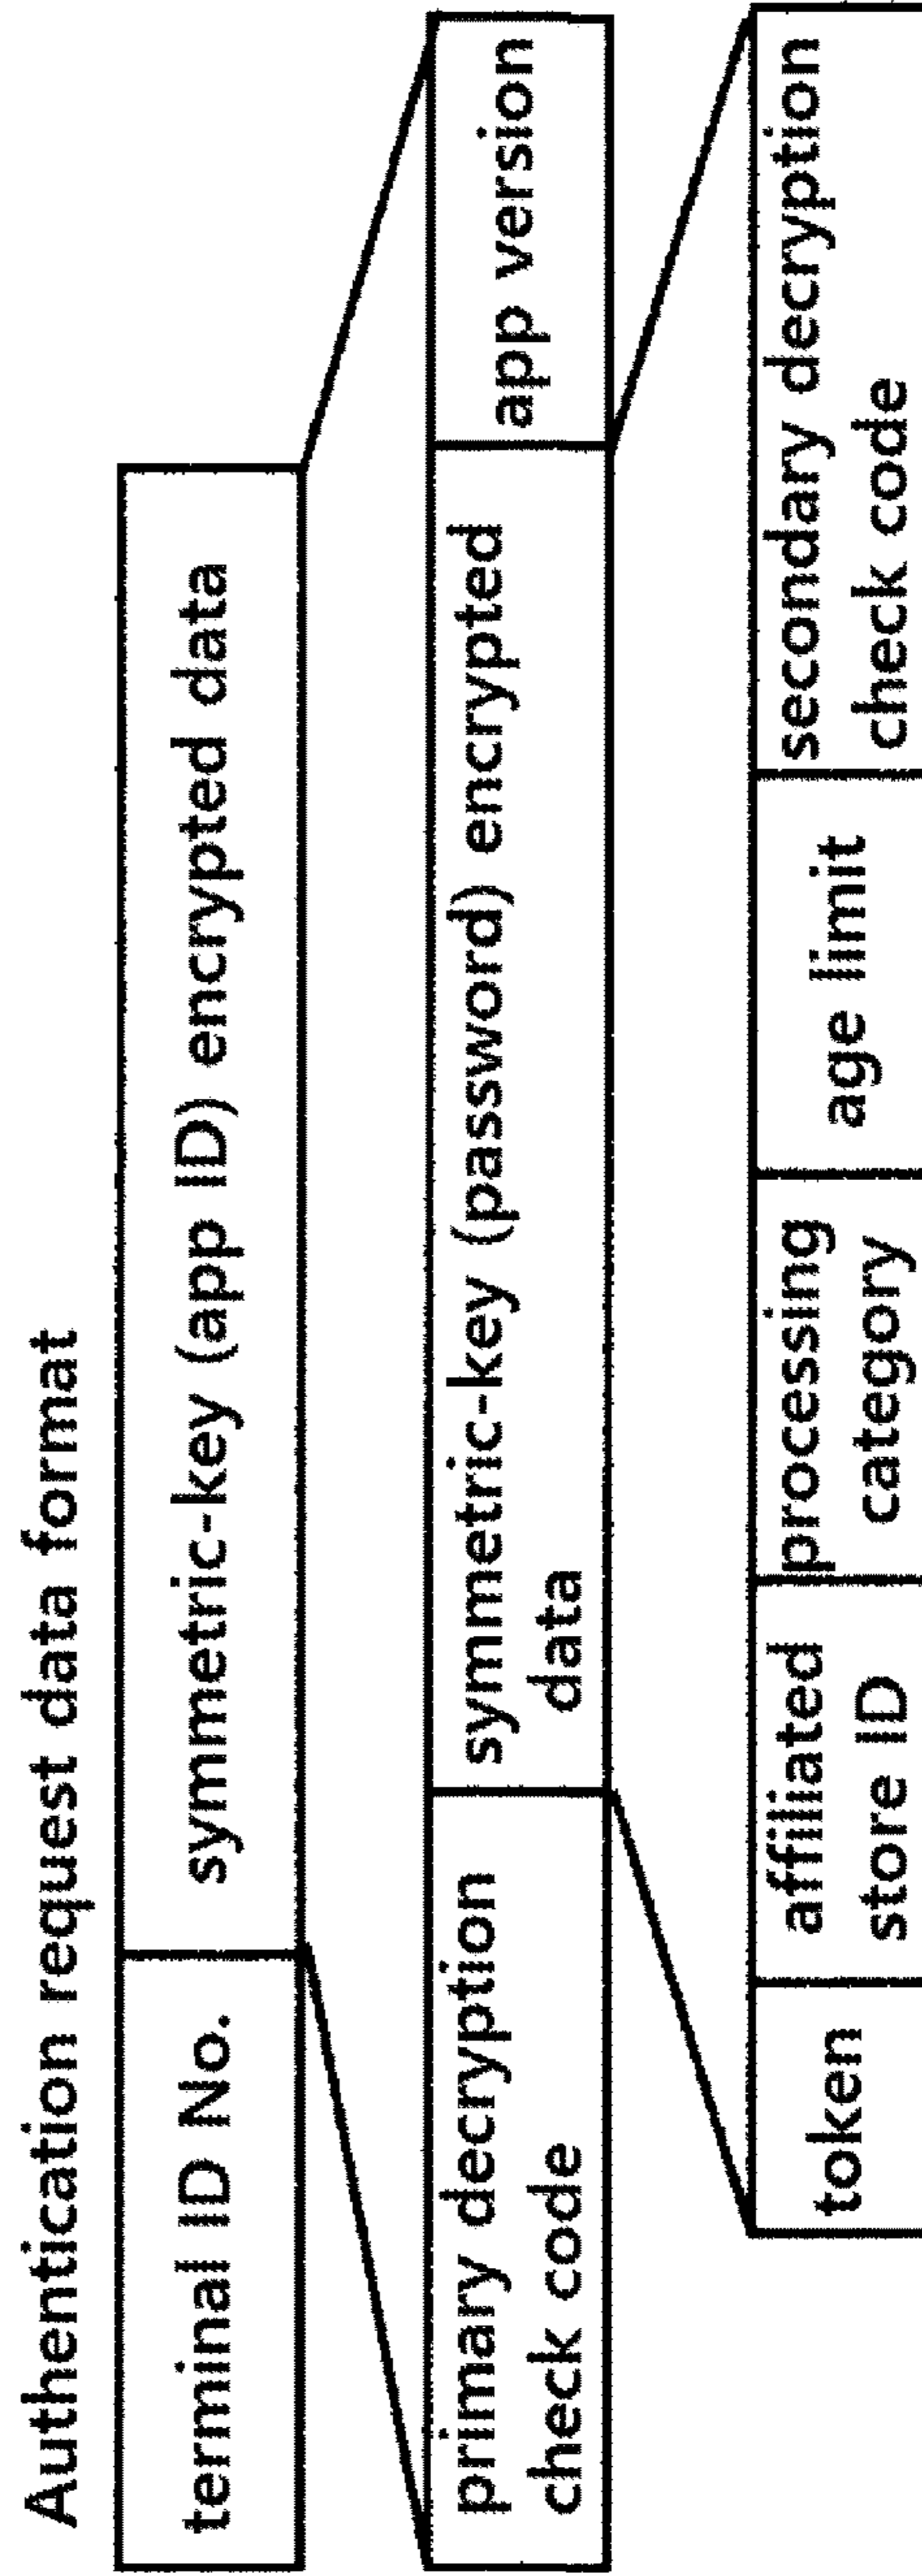 Authentication request data format
terminal ID No.
symmetric-key (app ID) encrypted data
primary decryption
check code
symmetric-key (password) encrypted
data
app version
token
affiliated
store ID
processing
category
age limit
secondary decryption
check code